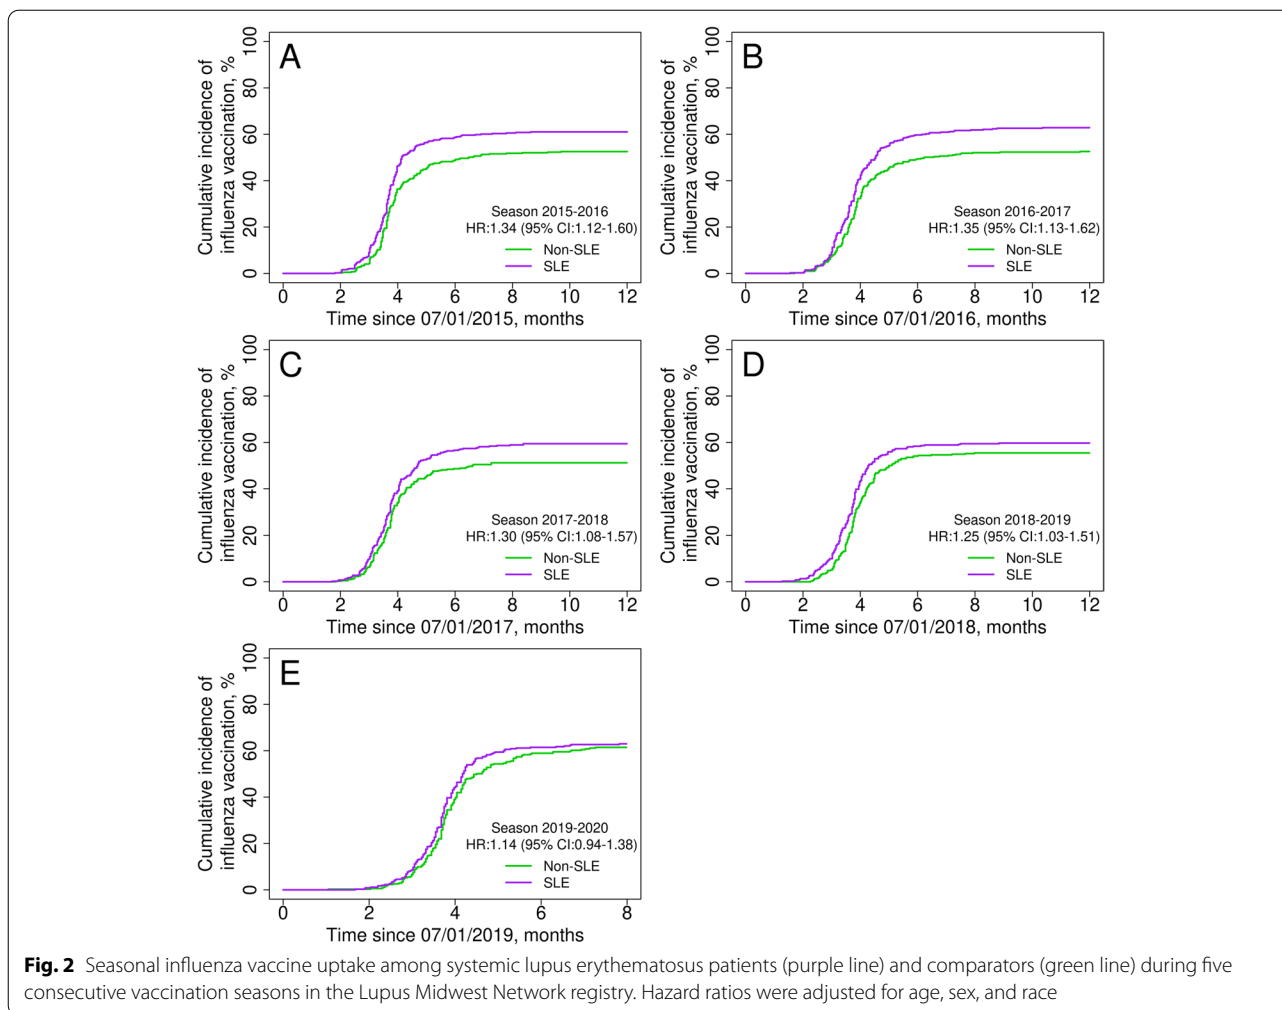 A
Cumulative incidence of
influenza vaccination, %
0 20 40 60 80 100
Season 2015-2016
HR:1.34 (95% CI:1.12-1.60)
Non-SLE
SLE
0 2 4 6 8 10 12
Time since 07/01/2015, months
B
Cumulative incidence of
influenza vaccination, %
0 20 40 60 80 100
Season 2016-2017
HR:1.35 (95% CI:1.13-1.62)
Non-SLE
SLE
0 2 4 6 8 10 12
Time since 07/01/2016, months
C
Cumulative incidence of
influenza vaccination, %
0 20 40 60 80 100
Season 2017-2018
HR:1.30 (95% CI:1.08-1.57)
Non-SLE
SLE
0 2 4 6 8 10 12
Time since 07/01/2017, months
D
Cumulative incidence of
influenza vaccination, %
0 20 40 60 80 100
Season 2018-2019
HR:1.25 (95% CI:1.03-1.51)
Non-SLE
SLE
0 2 4 6 8 10 12
Time since 07/01/2018, months
E
Cumulative incidence of
influenza vaccination, %
0 20 40 60 80 100
Season 2019-2020
HR:1.14 (95% CI:0.94-1.38)
Non-SLE
SLE
0 2 4 6 8
Time since 07/01/2019, months
Fig. 2 Seasonal influenza vaccine uptake among systemic lupus erythematosus patients (purple line) and comparators (green line) during five
consecutive vaccination seasons in the Lupus Midwest Network registry. Hazard ratios were adjusted for age, sex, and race